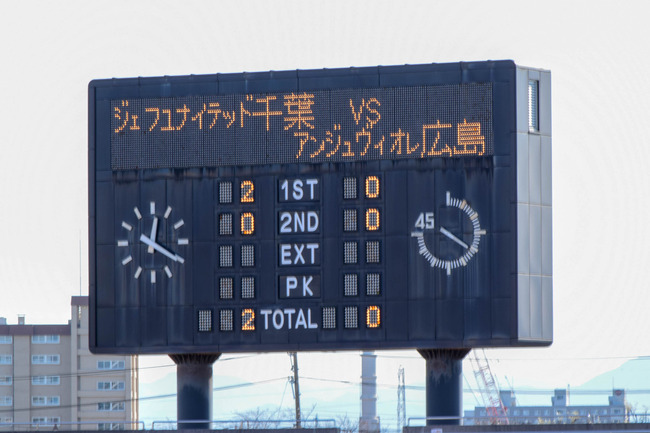 ジェフユナイテッド千葉 VS
アンジュヴィオレ広島
2 1ST 0
0 2ND 0
45
EXT
PK
2 TOTAL 0